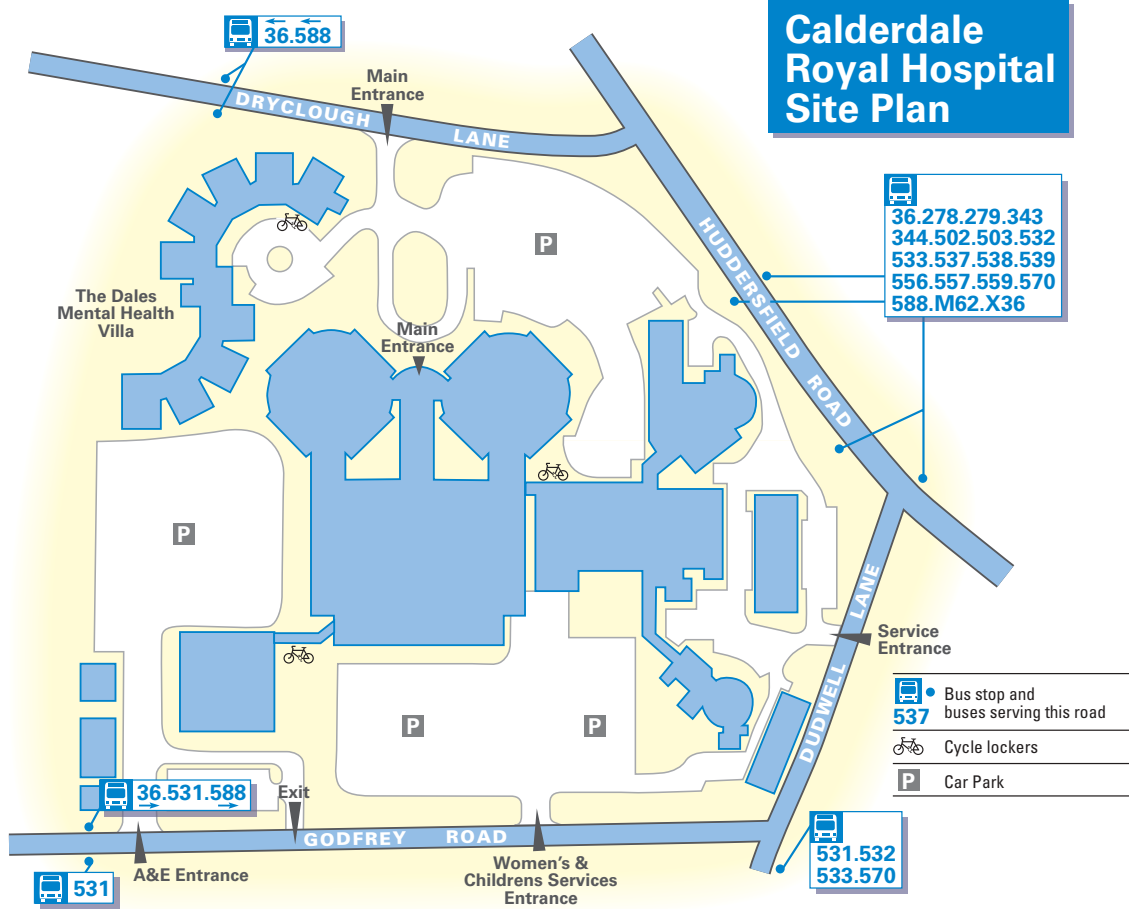 Calderdale
Royal Hospital
Site Plan
36.588
Main
Entrance
DRYCLOUGH LANE
HUDDERSFIELD ROAD
36.278.279.343
344.502.503.532
533.537.538.539
556.557.559.570
588.M62.X36
P
The Dales
Mental Health
Villa
Main
Entrance
P
DUDWELL LANE
Service
Entrance
P
P
537
Bus stop and
buses serving this road
Cycle lockers
P
Car Park
36.531.588
Exit
GODFREY ROAD
531
A&E Entrance
Women's &
Childrens Services
Entrance
531.532
533.570